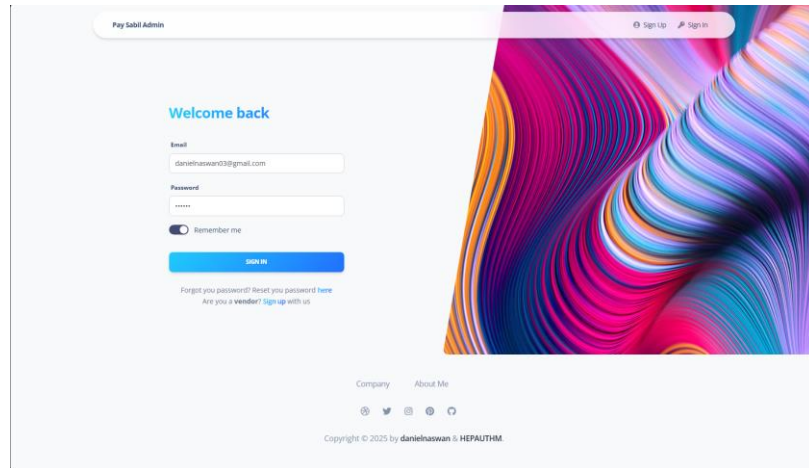 Pay Sabil Admin
Sign Up
Sign In
Welcome back
Email
danielnaswan03@gmail.com
Password
••••••
Remember me
SIGN IN
Forgot you password? Reset you password here
Are you a vendor? Sign up with us
Company
About Me
Copyright © 2025 by danielnaswan & HEPAUTHM.